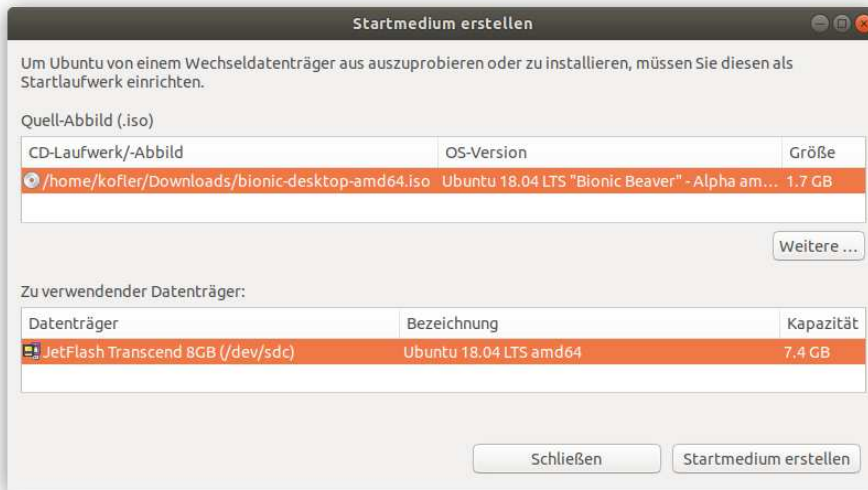 Startmedium erstellen
Um Ubuntu von einem Wechseldatenträger aus auszuprobieren oder zu installieren, müssen Sie diesen als
Startlaufwerk einrichten.
Quell-Abbild (.iso)
CD-Laufwerk/-Abbild OS-Version Größe
/home/kofler/Downloads/bionic-desktop-amd64.iso Ubuntu 18.04 LTS "Bionic Beaver" - Alpha am... 1.7 GB
Weitere ...
Zu verwendender Datenträger:
Datenträger Bezeichnung Kapazität
JetFlash Transcend 8GB (/dev/sdc) Ubuntu 18.04 LTS amd64 7.4 GB
Schließen Startmedium erstellen